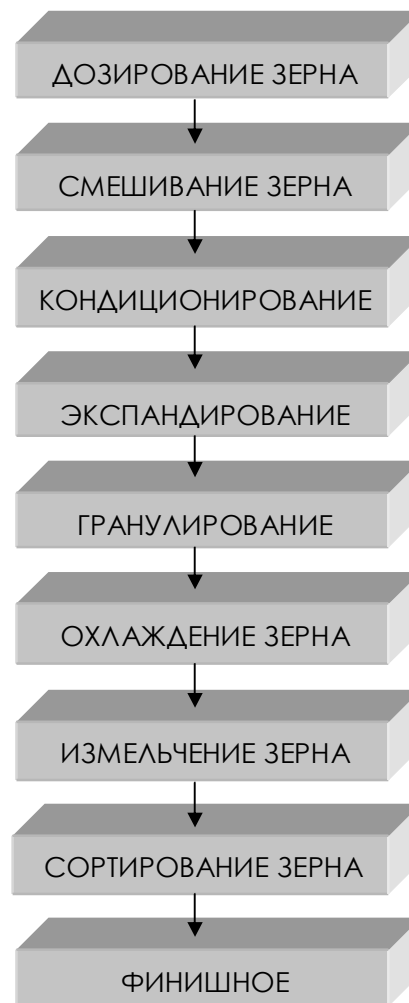 ДОЗИРОВАНИЕ ЗЕРНА
СМЕШИВАНИЕ ЗЕРНА
КОНДИЦИОНИРОВАНИЕ
ЭКСПАНДИРОВАНИЕ
ГРАНУЛИРОВАНИЕ
ОХЛАЖДЕНИЕ ЗЕРНА
ИЗМЕЛЬЧЕНИЕ ЗЕРНА
СОРТИРОВАНИЕ ЗЕРНА
ФИНИШНОЕ